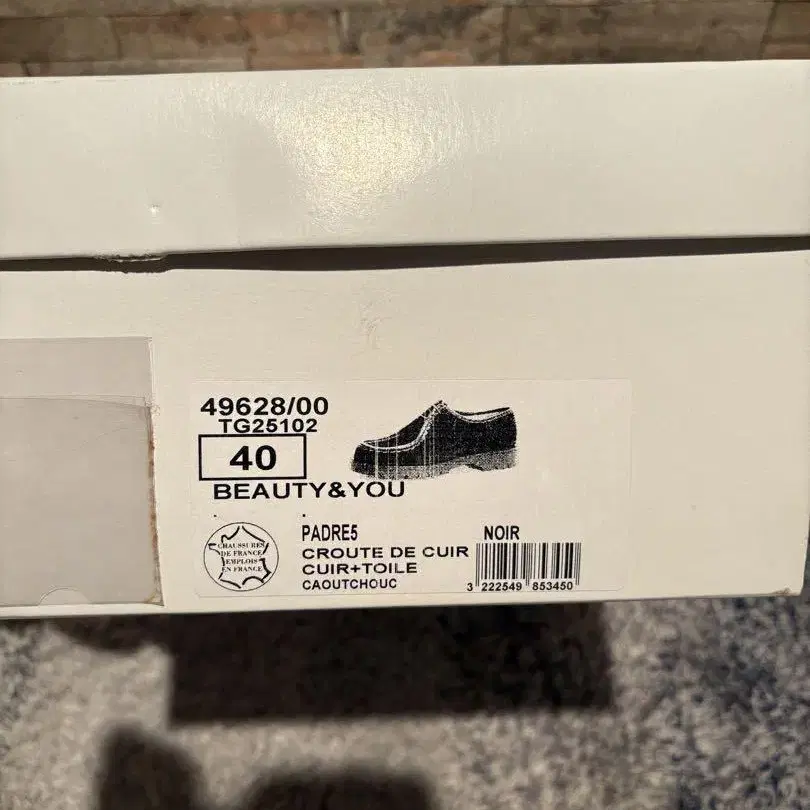 49628/00
TG25102
40
BEAUTY&YOU
CHAUSSURES
DE FRANCE
EMPLOIS
EN FRANCE
PADRE5 NOIR
CROUTE DE CUIR
CUIR+TOILE
CAOUTCHOUC
3 222549 853450